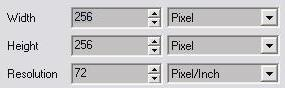 Width 256 Pixel
Height 256 Pixel
Resolution 72 Pixel/Inch